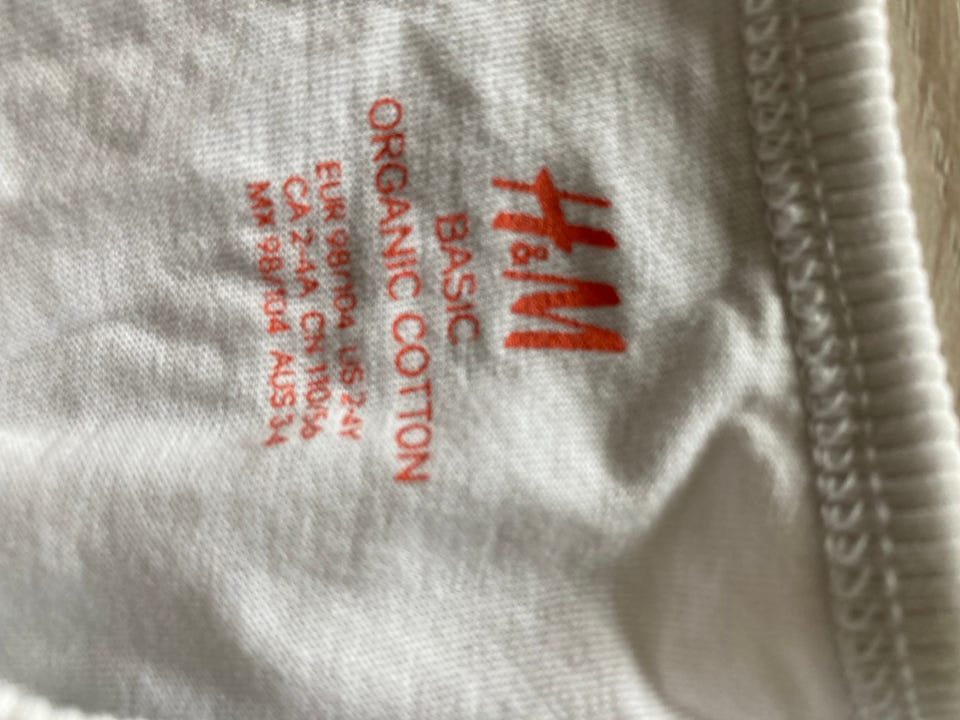 H&M
BASIC
ORGANIC COTTON
EUR 98/104 US 2-4Y
CA 2-4A CN 110/56
MX 98/104 AUS 3-4